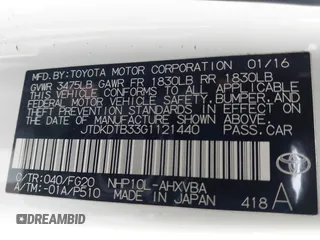 MFD. BY: TOYOTA MOTOR CORPORATION 01/16
GVWR 3475LB GAWR FR 1830LB RR 1830LB
THIS VEHICLE CONFORMS TO ALL APPLICABLE
FEDERAL MOTOR VEHICLE SAFETY, BUMPER, AND
THEFT PREVENTION STANDARDS IN EFFECT ON
THE DATE OF MANUFACTURE SHOWN ABOVE.
JTDKDTB33G1121440 PASS.CAR
C/TR:040/FG20 NHP10L-AHXVBA
A/TM:-01A/P510 MADE IN JAPAN 418 A